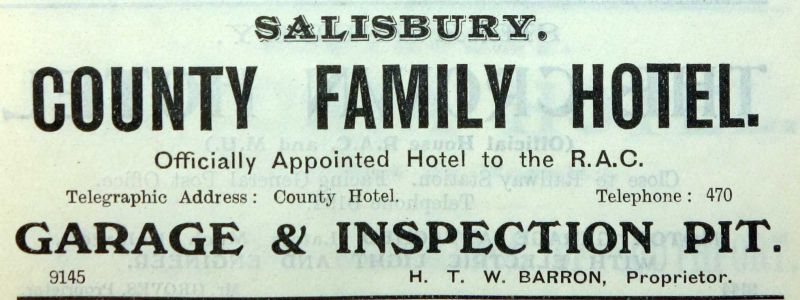 SALISBURY.
COUNTY FAMILY HOTEL.
Officially Appointed Hotel to the R.A.C.
Telegraphic Address: County Hotel. Telephone: 470
GARAGE & INSPECTION PIT.
9145 H. T. W. BARRON, Proprietor.